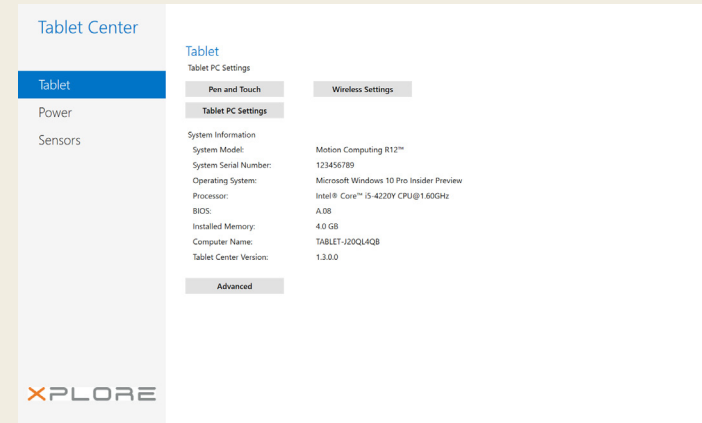 Tablet Center
Tablet
Power
Sensors
XPLORE
Tablet
Tablet PC Settings
Pen and Touch Wireless Settings
Tablet PC Settings
System Information
System Model: Motion Computing R12™
System Serial Number: 123456789
Operating System: Microsoft Windows 10 Pro Insider Preview
Processor: Intel® Core™ i5-4220Y CPU@1.60GHz
BIOS: A.08
Installed Memory: 4.0 GB
Computer Name: TABLET-J20QL4QB
Tablet Center Version: 1.3.0.0
Advanced